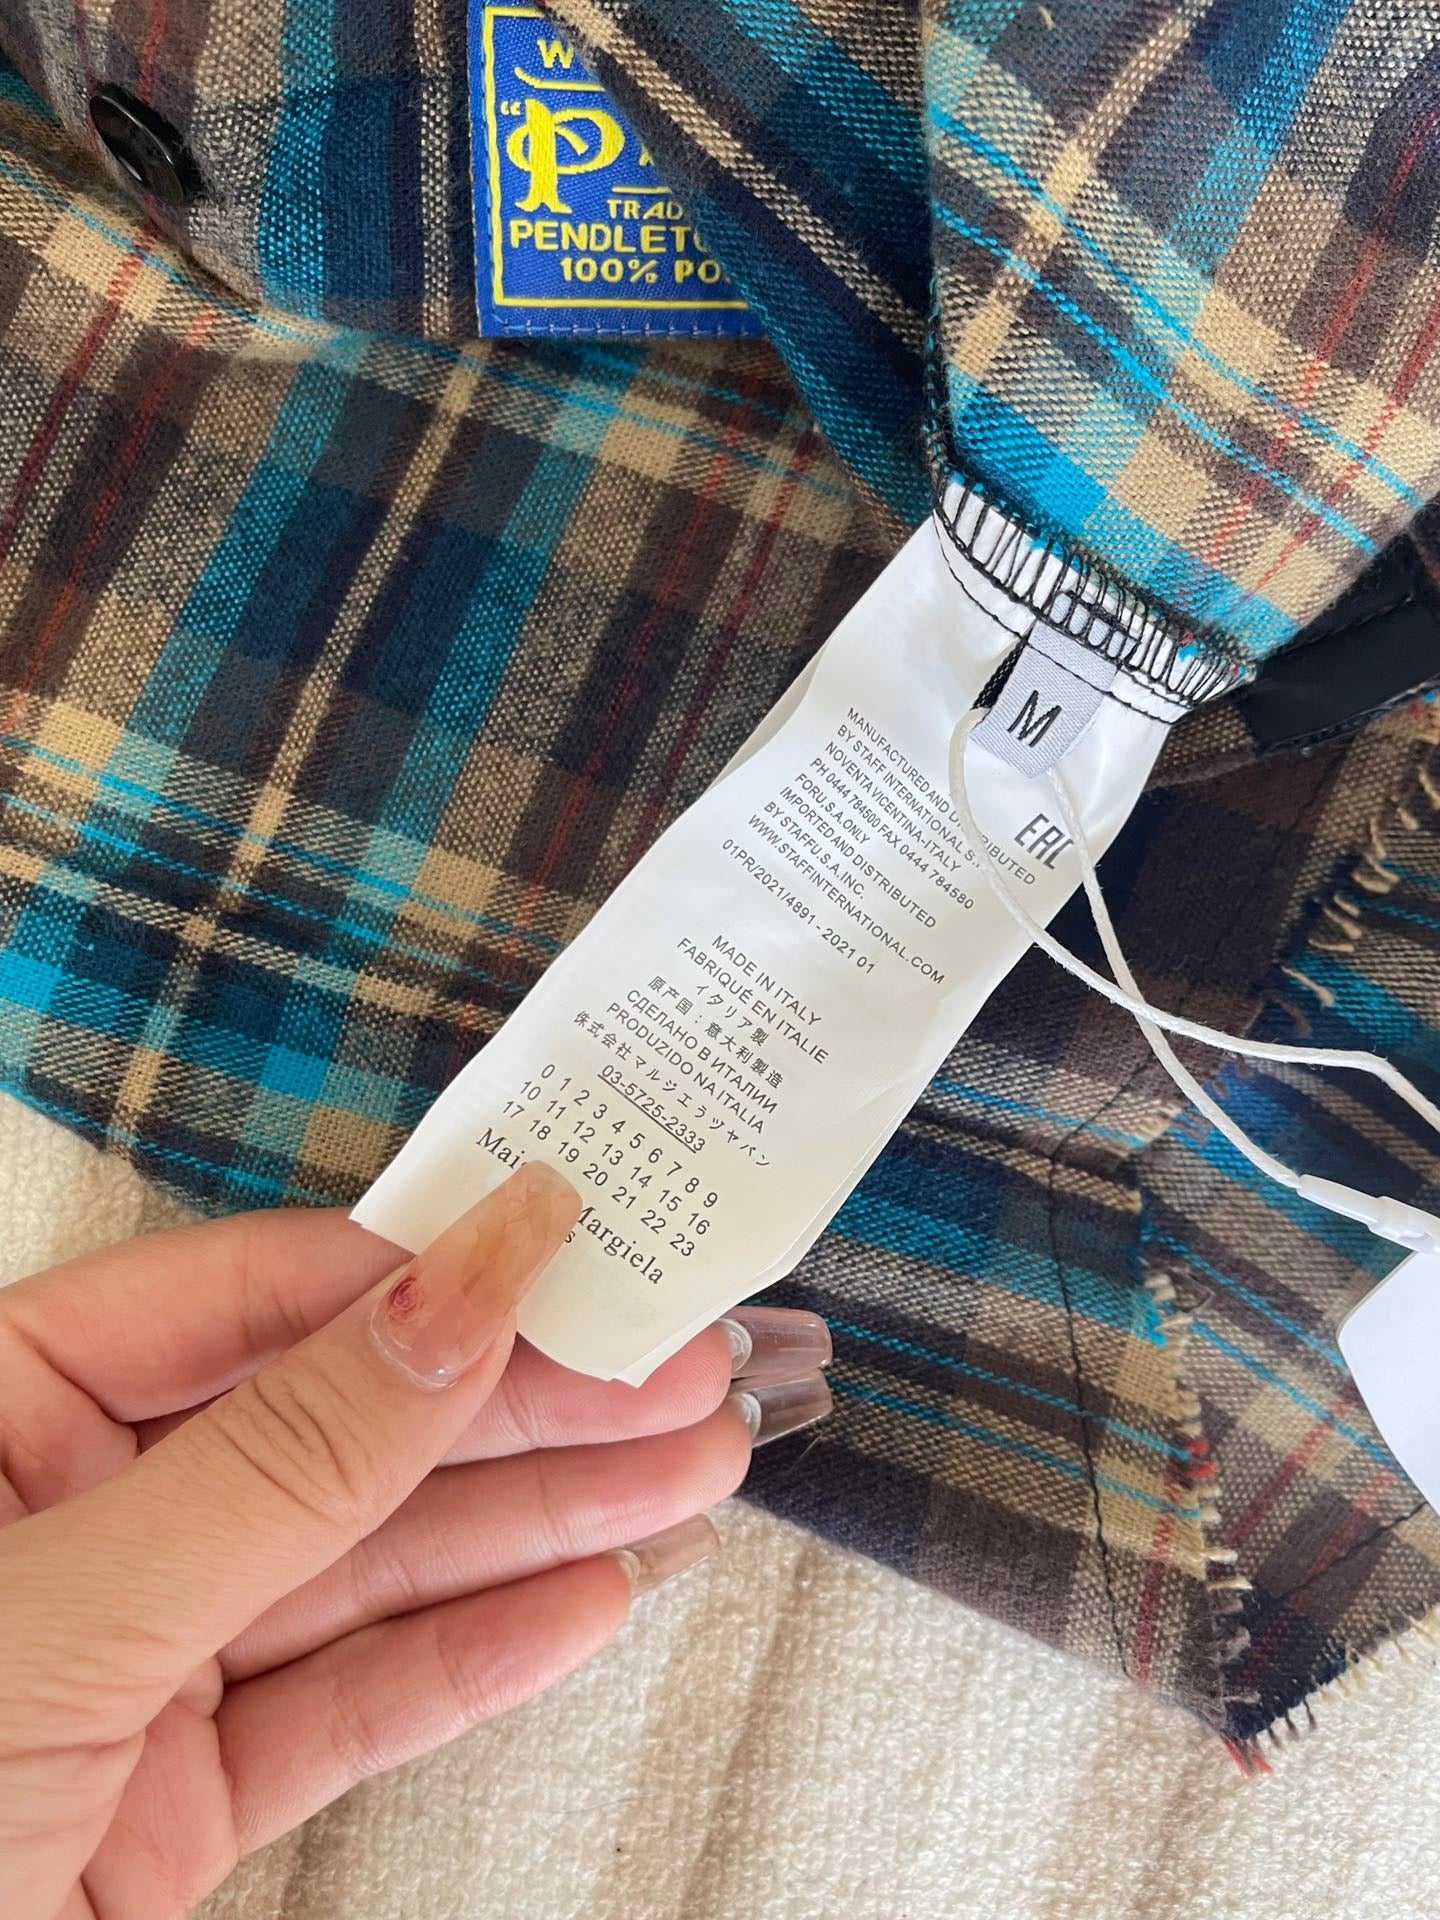 "P
TRAD
PENDLETO
100% PO
M
EAC
MANUFACTURED AND DISTRIBUTED
BY STAFF INTERNATIONAL S.
NOVENTA VICENTINA-ITALY
PH 0444 784500 FAX 0444 784580
FOR U.S.A. ONLY
IMPORTED AND DISTRIBUTED
BY STAFF U.S.A. INC.
WWW.STAFFINTERNATIONAL.COM
01PR/2021/4891 - 2021 01
MADE IN ITALY
FABRIQUÉ EN ITALIE
イタリア製
原产国：意大利製造
СДЕЛАНО В ИТАЛИИ
PRODUZIDO NA ITALIA
侏式会社マルジエラツヤパン
03-5725-2333
0 1 2 3 4 5 6 7 8 9
10 11 12 13 14 15 16
17 18 19 20 21 22 23
Margiela